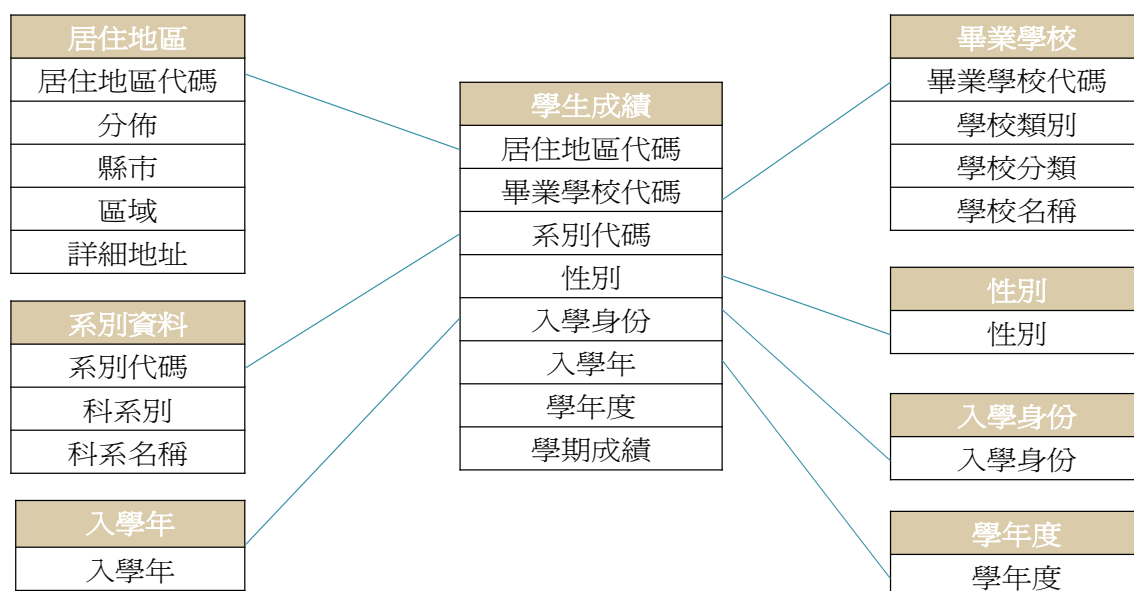 居住地區
居住地區代碼
分佈
縣市
區域
詳細地址
系別資料
系別代碼
科系別
科系名稱
入學年
入學年
學生成績
居住地區代碼
畢業學校代碼
系別代碼
性別
入學身份
入學年
學年度
學期成績
畢業學校
畢業學校代碼
學校類別
學校分類
學校名稱
性別
性別
入學身份
入學身份
學年度
學年度